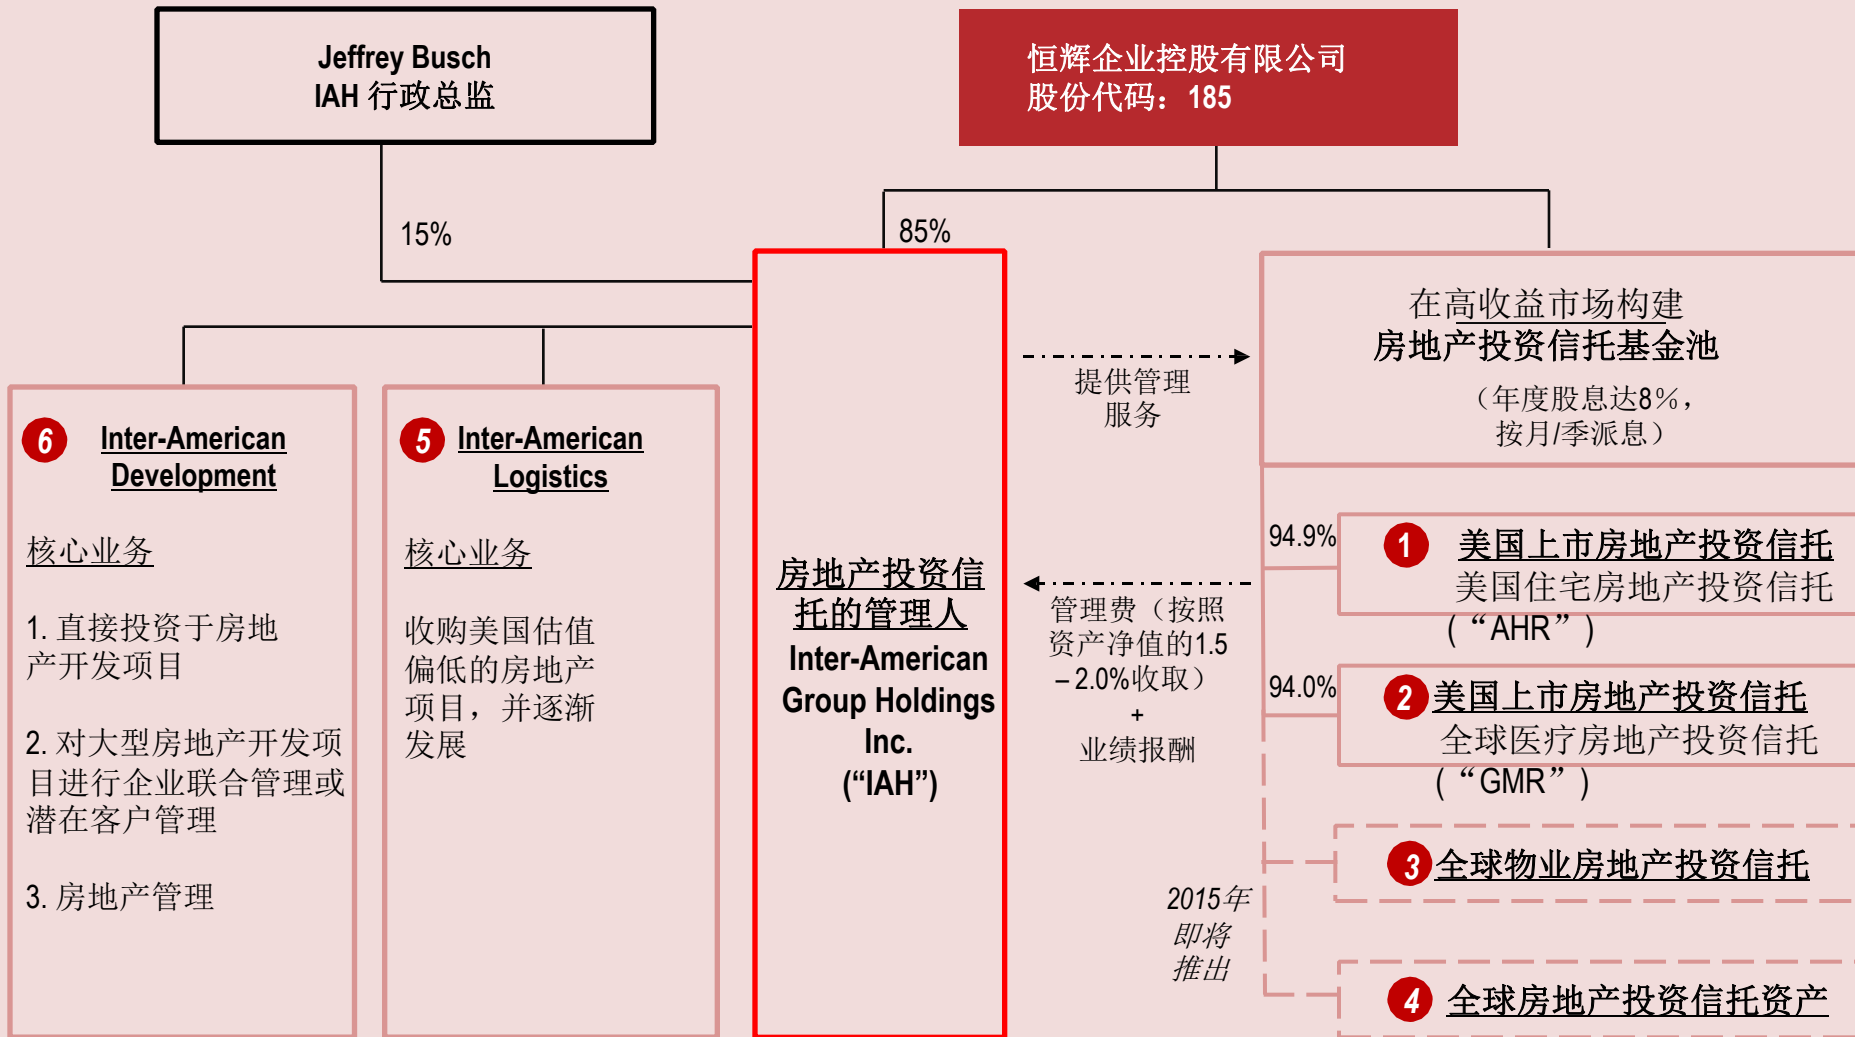 Jeffrey Busch
IAH 行政总监
恒辉企业控股有限公司
股份代码：185
15%
85%
在高收益市场构建
房地产投资信托基金池
（年度股息达8%，
按月/季派息）
提供管理
服务
6
Inter-American
Development
核心业务
1. 直接投资于房地
产开发项目
2. 对大型房地产开发项
目进行企业联合管理或
潜在客户管理
3. 房地产管理
5
Inter-American
Logistics
核心业务
收购美国估值
偏低的房地产
项目，并逐渐
发展
房地产投资信
托的管理人
Inter-American
Group Holdings
Inc.
(“IAH”)
管理费（按照
资产净值的1.5
– 2.0%收取）
+
业绩报酬
94.9%
1 美国上市房地产投资信托
美国住宅房地产投资信托
(“AHR”)
94.0%
2 美国上市房地产投资信托
全球医疗房地产投资信托
(“GMR”)
3 全球物业房地产投资信托
2015年
即将
推出
4 全球房地产投资信托资产